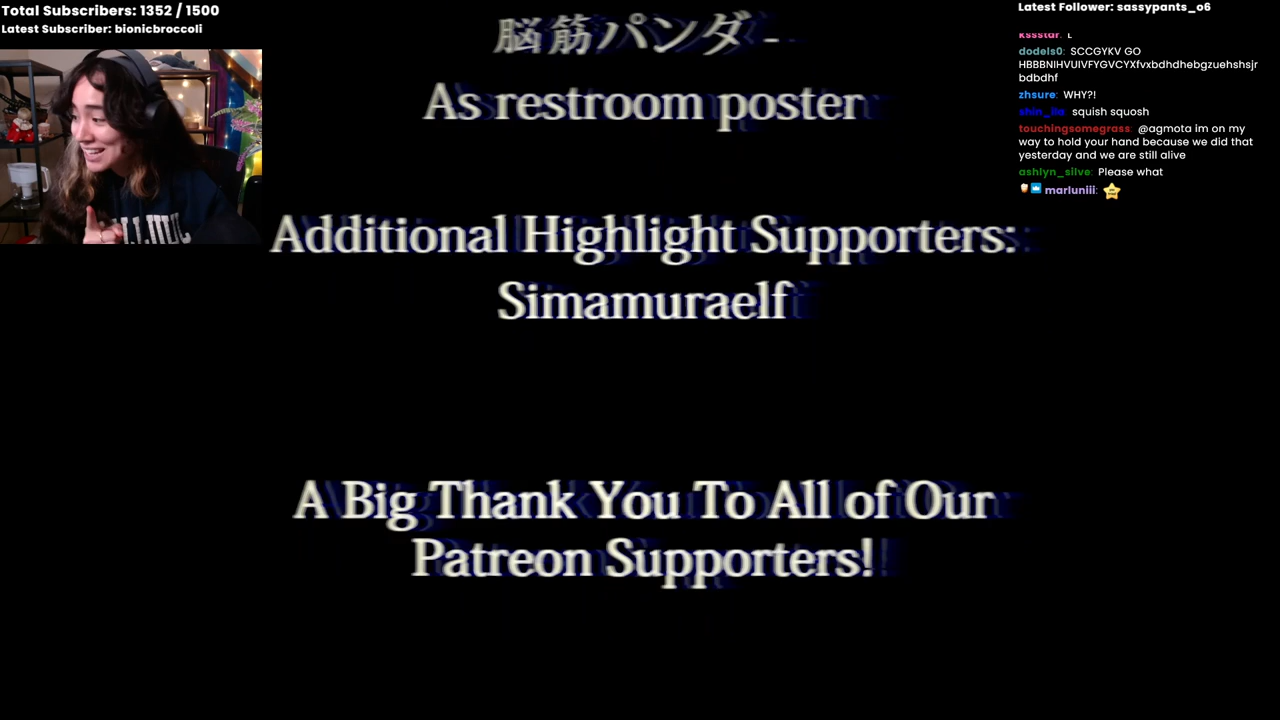 Total Subscribers: 1352 / 1500
Latest Subscriber: bionicbroccoli
脳筋パンダ -
As restroom poster
Additional Highlight Supporters:
Simamuraelf
A Big Thank You To All of Our
Patreon Supporters!
Latest Follower: sassypants_o6
ksstar: L
dodels0: SCCGYKV GO
HBBBNIHVUIVFYGVCYXfvxbdhdhebgzuehshsjr
bdbdhf
zhsure: WHY?!
squish squosh
touchingsomegrass: @agmota im on my
way to hold your hand because we did that
yesterday and we are still alive
ashlyn_silve: Please what
marluniii: